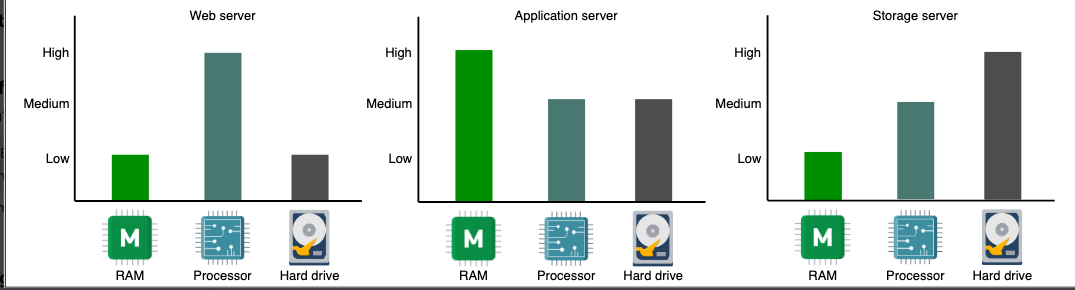 Web server
High
Medium
Low
M
RAM
Processor
Hard drive
Application server
High
Medium
Low
M
RAM
Processor
Hard drive
Storage server
High
Medium
Low
M
RAM
Processor
Hard drive